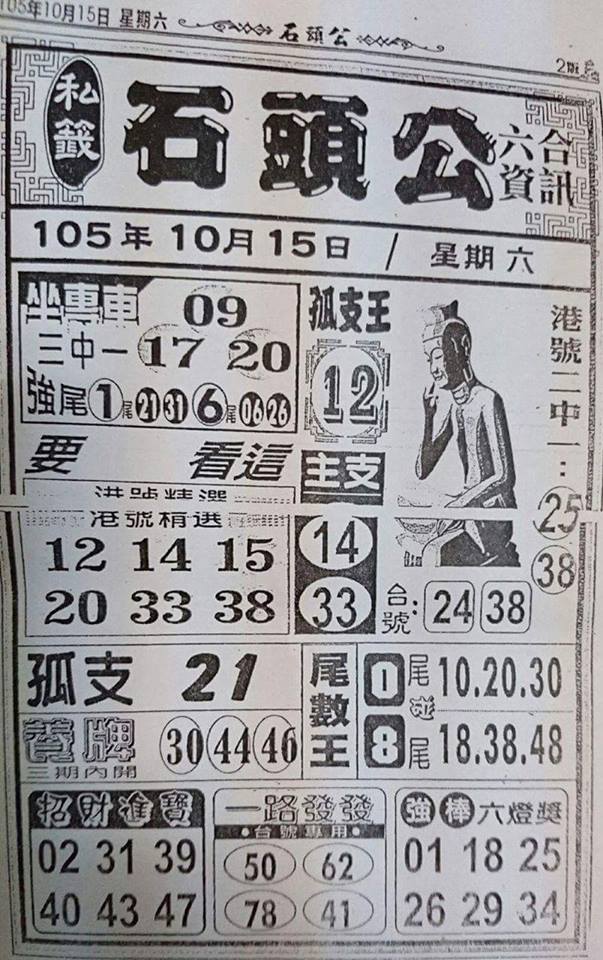 105年10月15日 星期六
石頭公
2版
私籤
石頭公
六合資訊
105年10月15日 / 星期六
坐專車
09
三中一 17 20
強尾 1尾 21 31 6尾 06 26
孤支王
12
港號二中一：
25
38
要看這
港號精選
港號精選
12 14 15
20 33 38
主支
14
33
台號：24 38
孤支 21
養牌 30 44 46
三期內開
尾數王
0尾 10.20.30
碰
8尾 18.38.48
招財進寶
02 31 39
40 43 47
一路發發
台號專用
50 62
78 41
強棒六燈獎
01 18 25
26 29 34